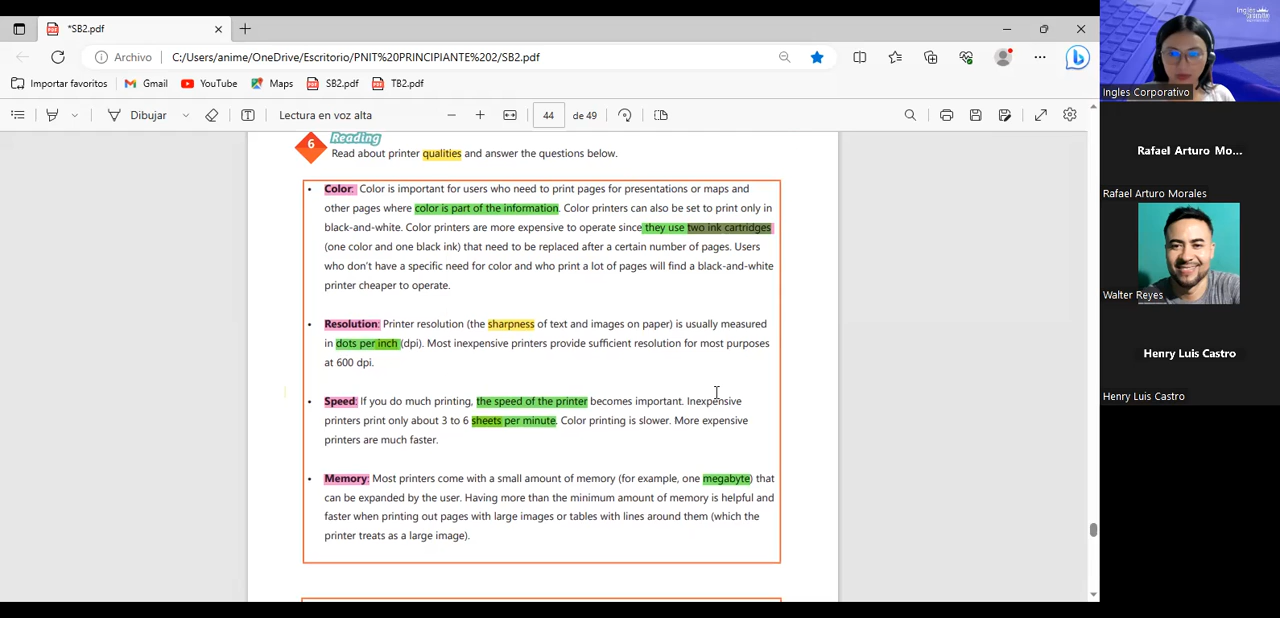 *SB2.pdf
Archivo C:/Users/anime/OneDrive/Escritorio/PNIT%20PRINCIPIANTE%202/SB2.pdf
Importar favoritos Gmail YouTube Maps SB2.pdf TB2.pdf
Dibujar Lectura en voz alta 44 de 49
6 Reading
Read about printer qualities and answer the questions below.
• Color: Color is important for users who need to print pages for presentations or maps and
other pages where color is part of the information. Color printers can also be set to print only in
black-and-white. Color printers are more expensive to operate since they use two ink cartridges
(one color and one black ink) that need to be replaced after a certain number of pages. Users
who don't have a specific need for color and who print a lot of pages will find a black-and-white
printer cheaper to operate.
• Resolution: Printer resolution (the sharpness of text and images on paper) is usually measured
in dots per inch (dpi). Most inexpensive printers provide sufficient resolution for most purposes
at 600 dpi.
• Speed: If you do much printing, the speed of the printer becomes important. Inexpensive
printers print only about 3 to 6 sheets per minute. Color printing is slower. More expensive
printers are much faster.
• Memory: Most printers come with a small amount of memory (for example, one megabyte) that
can be expanded by the user. Having more than the minimum amount of memory is helpful and
faster when printing out pages with large images or tables with lines around them (which the
printer treats as a large image).
Ingles Corporativo
Rafael Arturo Mo...
Rafael Arturo Morales
Walter Reyes
Henry Luis Castro
Henry Luis Castro